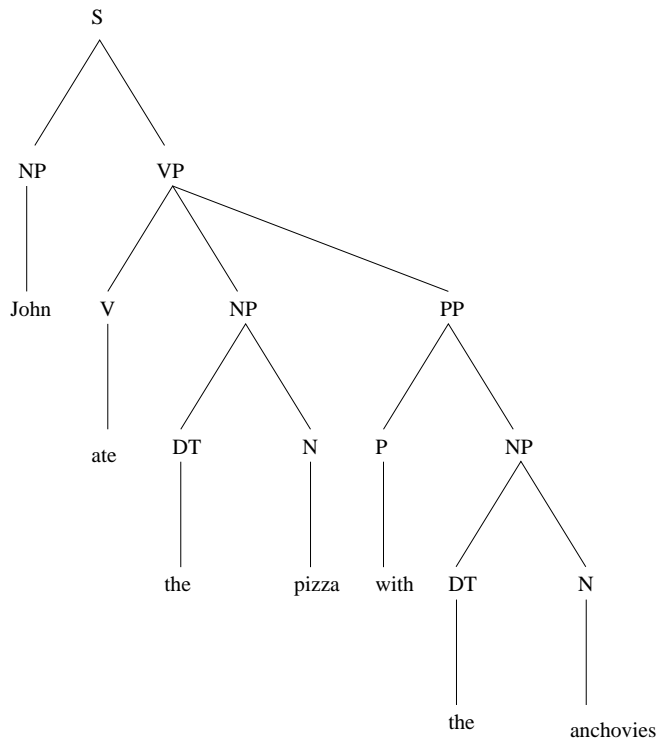 S
NP VP
John V NP PP
ate DT N P NP
the pizza with DT N
the anchovies